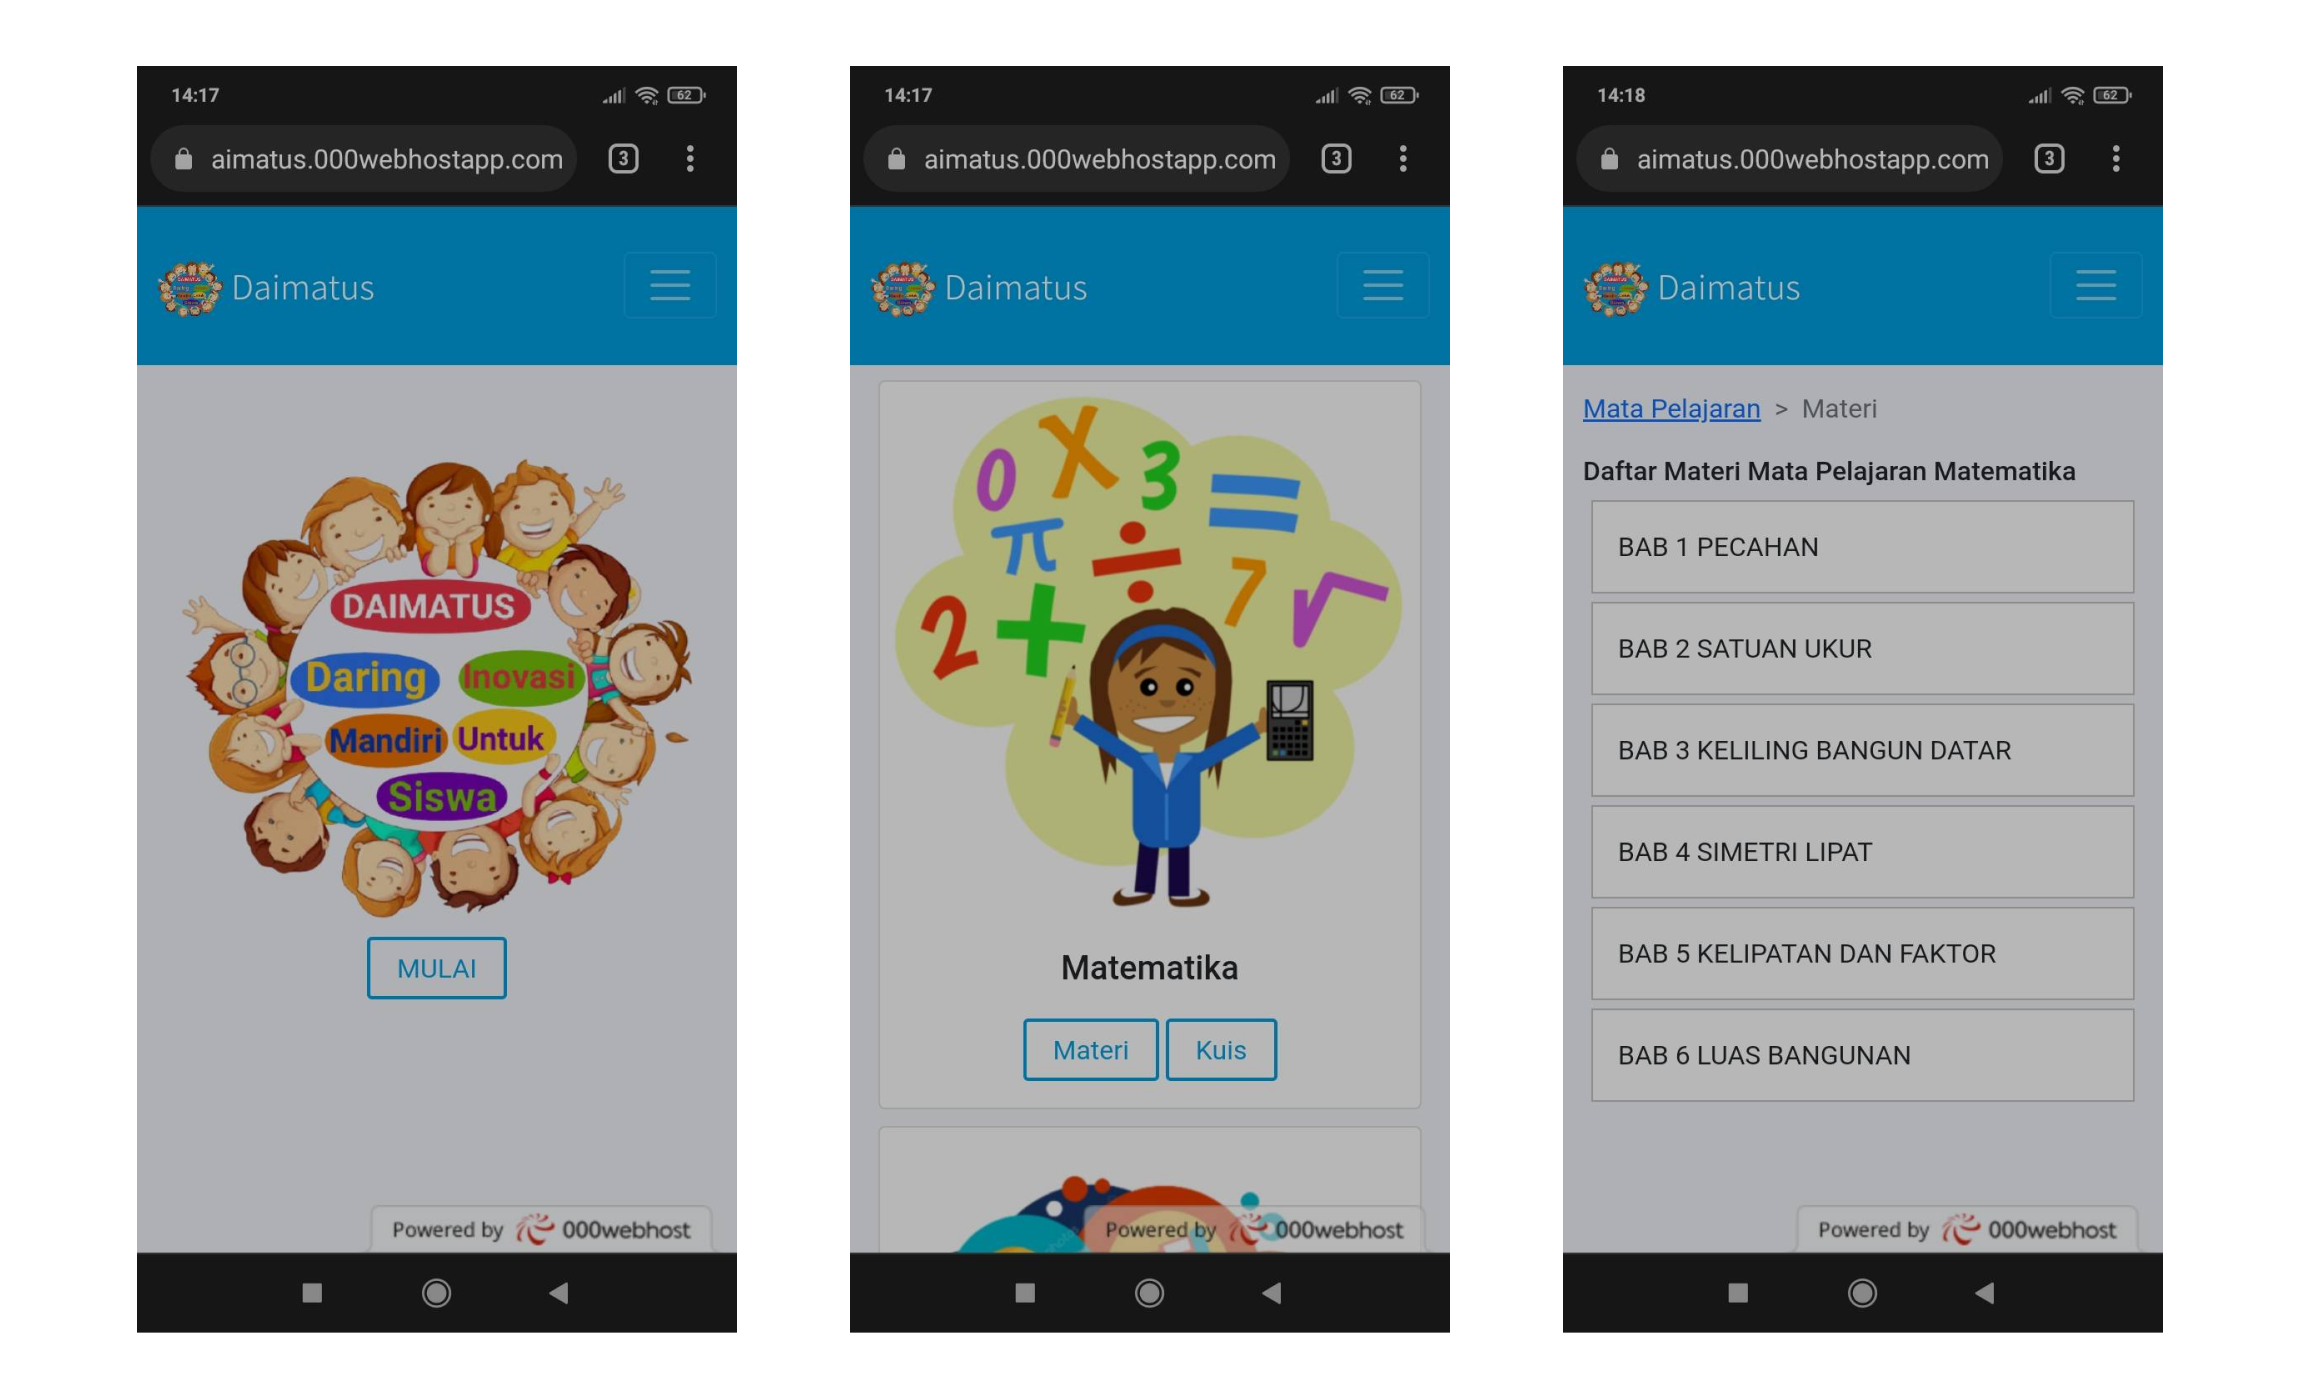 14:17
62
aimatus.000webhostapp.com
3
Daimatus
DAIMATUS
Daring Inovasi
Mandiri Untuk
Siswa
MULAI
Powered by 000webhost
14:17
62
aimatus.000webhostapp.com
3
Daimatus
0 X 3 =
π ÷ 7 √
2 +
Matematika
Materi Kuis
Powered by 000webhost
14:18
62
aimatus.000webhostapp.com
3
Daimatus
Mata Pelajaran > Materi
Daftar Materi Mata Pelajaran Matematika
BAB 1 PECAHAN
BAB 2 SATUAN UKUR
BAB 3 KELILING BANGUN DATAR
BAB 4 SIMETRI LIPAT
BAB 5 KELIPATAN DAN FAKTOR
BAB 6 LUAS BANGUNAN
Powered by 000webhost